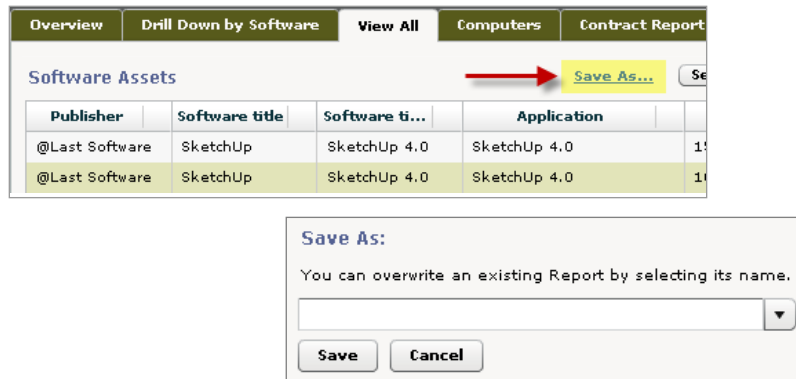 Overview Drill Down by Software View All Computers Contract Report
Software Assets Save As... Se
Publisher Software title Software ti... Application
@Last Software SketchUp SketchUp 4.0 SketchUp 4.0
@Last Software SketchUp SketchUp 4.0 SketchUp 4.0
Save As:
You can overwrite an existing Report by selecting its name.
Save Cancel